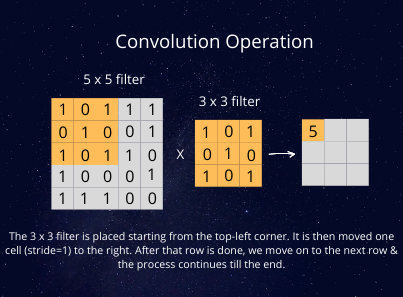 Convolution Operation
5 x 5 filter
3 x 3 filter
1 0 1 1 1
0 1 0 0 1
1 0 1 1 0
1 0 0 0 1
1 1 1 0 0
X
1 0 1
0 1 0
1 0 1
5
The 3 x 3 filter is placed starting from the top-left corner. It is then moved one
cell (stride=1) to the right. After that row is done, we move on to the next row &
the process continues till the end.